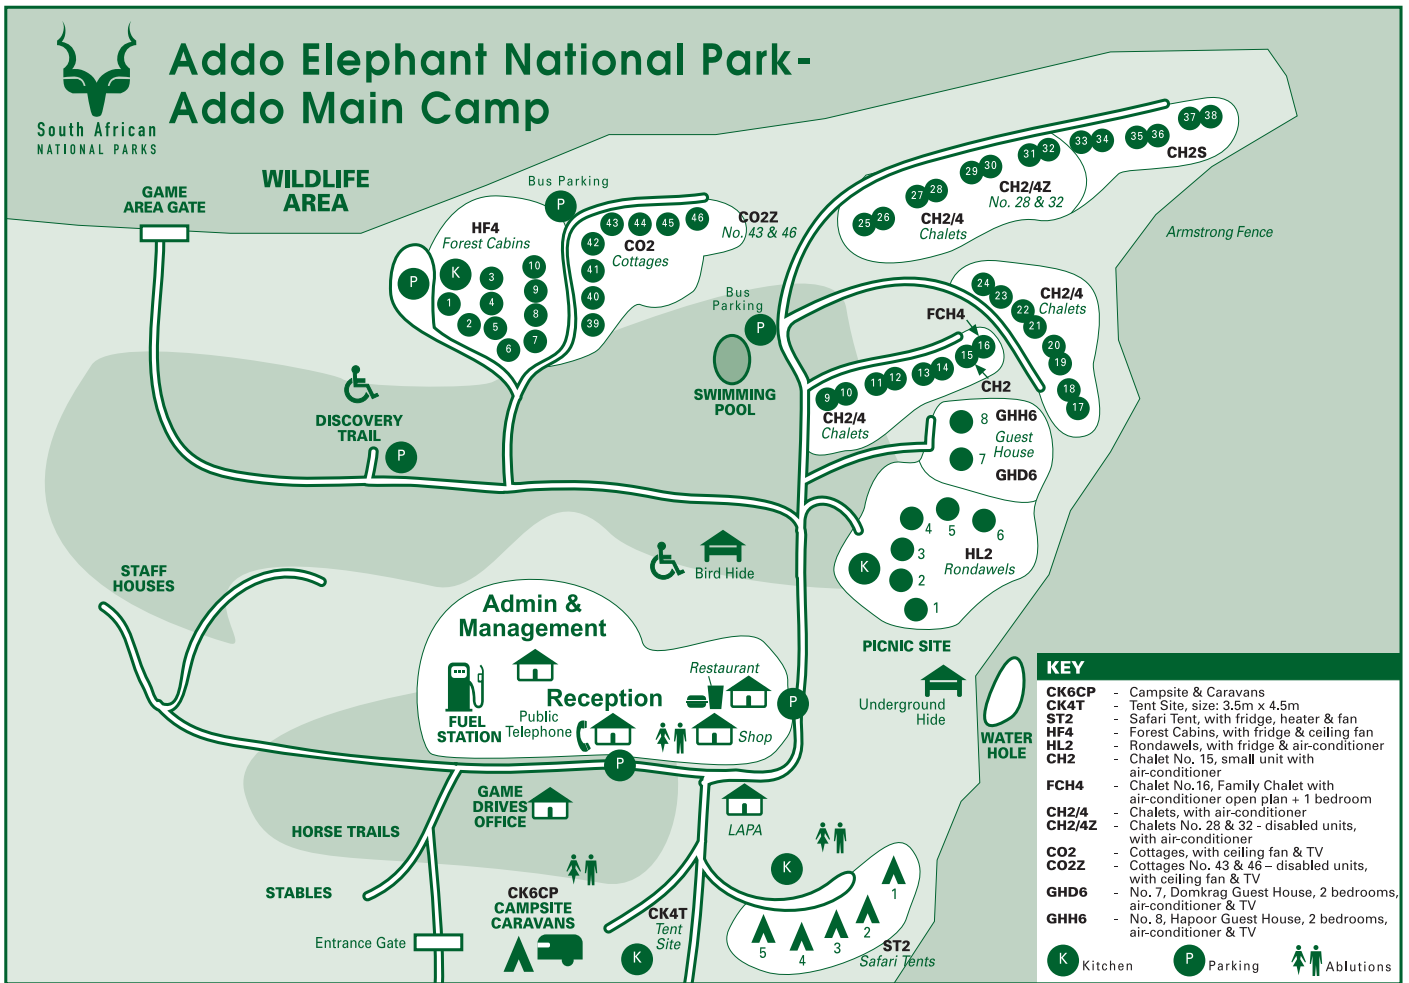 Addo Elephant National Park-
Addo Main Camp
South African
NATIONAL PARKS
GAME
AREA GATE
WILDLIFE
AREA
Bus Parking
P
HF4
Forest Cabins
P
K
1
2
3
4
5
6
7
8
9
10
CO2Z
No. 43 & 46
CO2
Cottages
39
40
41
42
43
44
45
46
Bus
Parking
P
SWIMMING
POOL
CH2S
37
38
35
36
33
34
31
32
29
30
27
28
25
26
CH2/4Z
No. 28 & 32
CH2/4
Chalets
Armstrong Fence
CH2/4
Chalets
24
23
22
21
20
19
18
17
FCH4
16
15
CH2
14
13
12
11
10
9
CH2/4
Chalets
8
GHH6
Guest
House
7
GHD6
DISCOVERY
TRAIL
P
4
5
6
3
2
1
K
HL2
Rondawels
PICNIC SITE
Bird Hide
STAFF
HOUSES
Admin &
Management
Reception
Restaurant
FUEL
STATION
Public
Telephone
Shop
P
P
Underground
Hide
WATER
HOLE
GAME
DRIVES
OFFICE
LAPA
HORSE TRAILS
STABLES
Entrance Gate
CK6CP
CAMPSITE
CARAVANS
CK4T
Tent
Site
K
K
1
2
3
4
5
ST2
Safari Tents
KEY
CK6CP - Campsite & Caravans
CK4T - Tent Site, size: 3.5m x 4.5m
ST2 - Safari Tent, with fridge, heater & fan
HF4 - Forest Cabins, with fridge & ceiling fan
HL2 - Rondawels, with fridge & air-conditioner
CH2 - Chalet No. 15, small unit with
air-conditioner
FCH4 - Chalet No.16, Family Chalet with
air-conditioner open plan + 1 bedroom
CH2/4 - Chalets, with air-conditioner
CH2/4Z - Chalets No. 28 & 32 - disabled units,
with air-conditioner
CO2 - Cottages, with ceiling fan & TV
CO2Z - Cottages No. 43 & 46 – disabled units,
with ceiling fan & TV
GHD6 - No. 7, Domkrag Guest House, 2 bedrooms,
air-conditioner & TV
GHH6 - No. 8, Hapoor Guest House, 2 bedrooms,
air-conditioner & TV
K Kitchen
P Parking
Ablutions